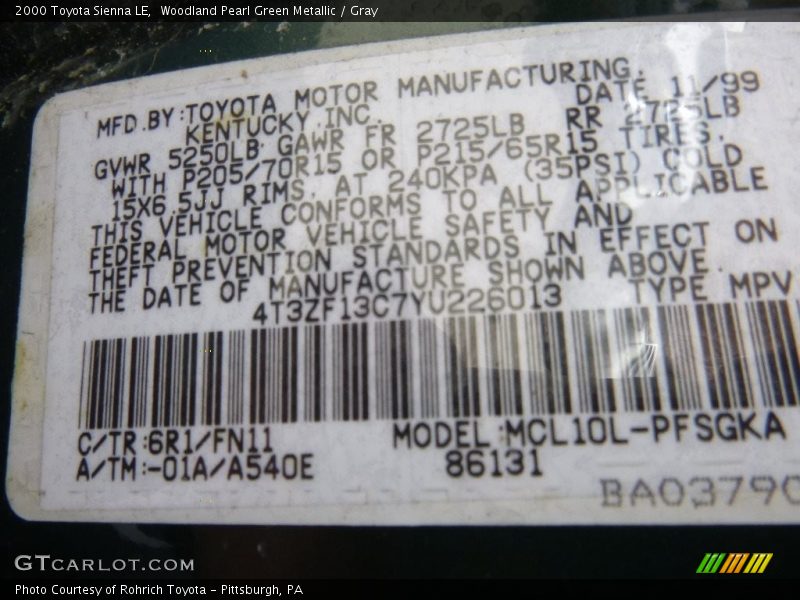 2000 Toyota Sienna LE, Woodland Pearl Green Metallic / Gray
MFD.BY:TOYOTA MOTOR MANUFACTURING,
KENTUCKY,INC. DATE 11/99
GVWR 5250LB GAWR FR 2725LB RR 2725LB
WITH P205/70R15 OR P215/65R15 TIRES,
15X6.5JJ RIMS, AT 240KPA (35PSI) COLD
THIS VEHICLE CONFORMS TO ALL APPLICABLE
FEDERAL MOTOR VEHICLE SAFETY AND
THEFT PREVENTION STANDARDS IN EFFECT ON
THE DATE OF MANUFACTURE SHOWN ABOVE.
4T3ZF13C7YU226013 TYPE MPV
C/TR:6R1/FN11 MODEL:MCL10L-PFSGKA
A/TM:-01A/A540E 86131
BA03790
GTCARLOT.COM
Photo Courtesy of Rohrich Toyota - Pittsburgh, PA